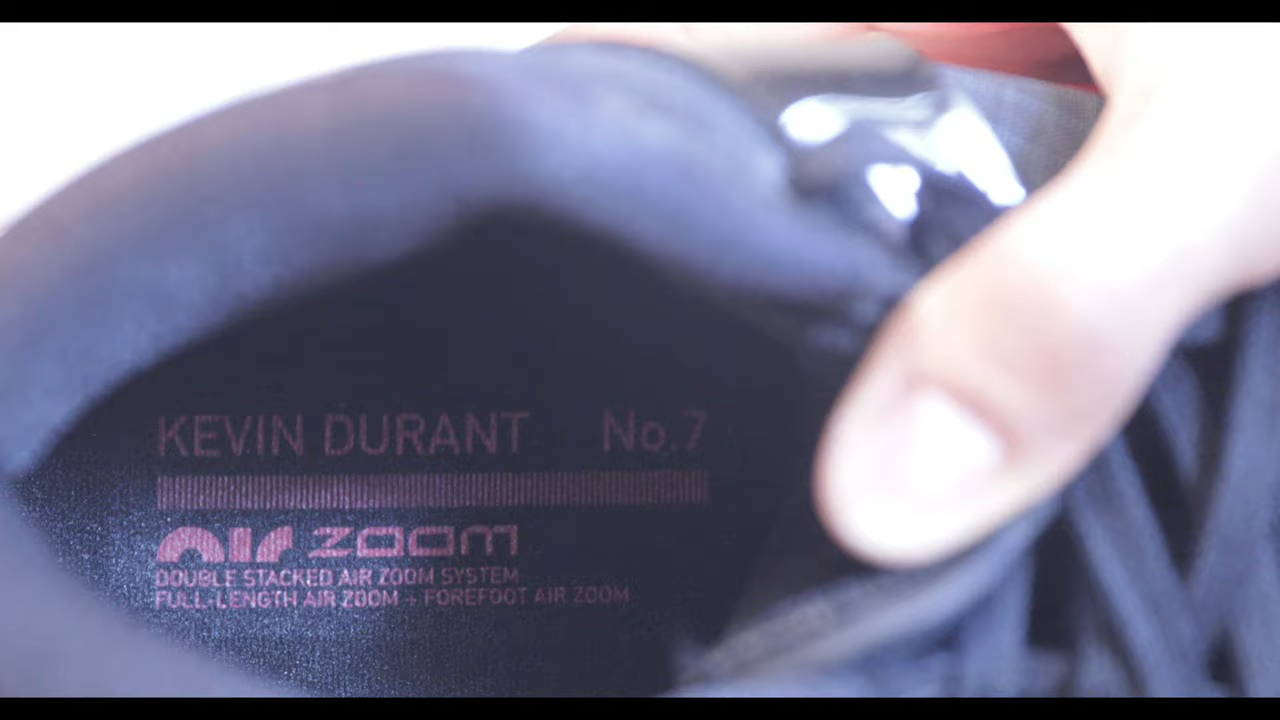 KEVIN DURANT No.7
air zoom
DOUBLE STACKED AIR ZOOM SYSTEM
FULL-LENGTH AIR ZOOM + FOREFOOT AIR ZOOM